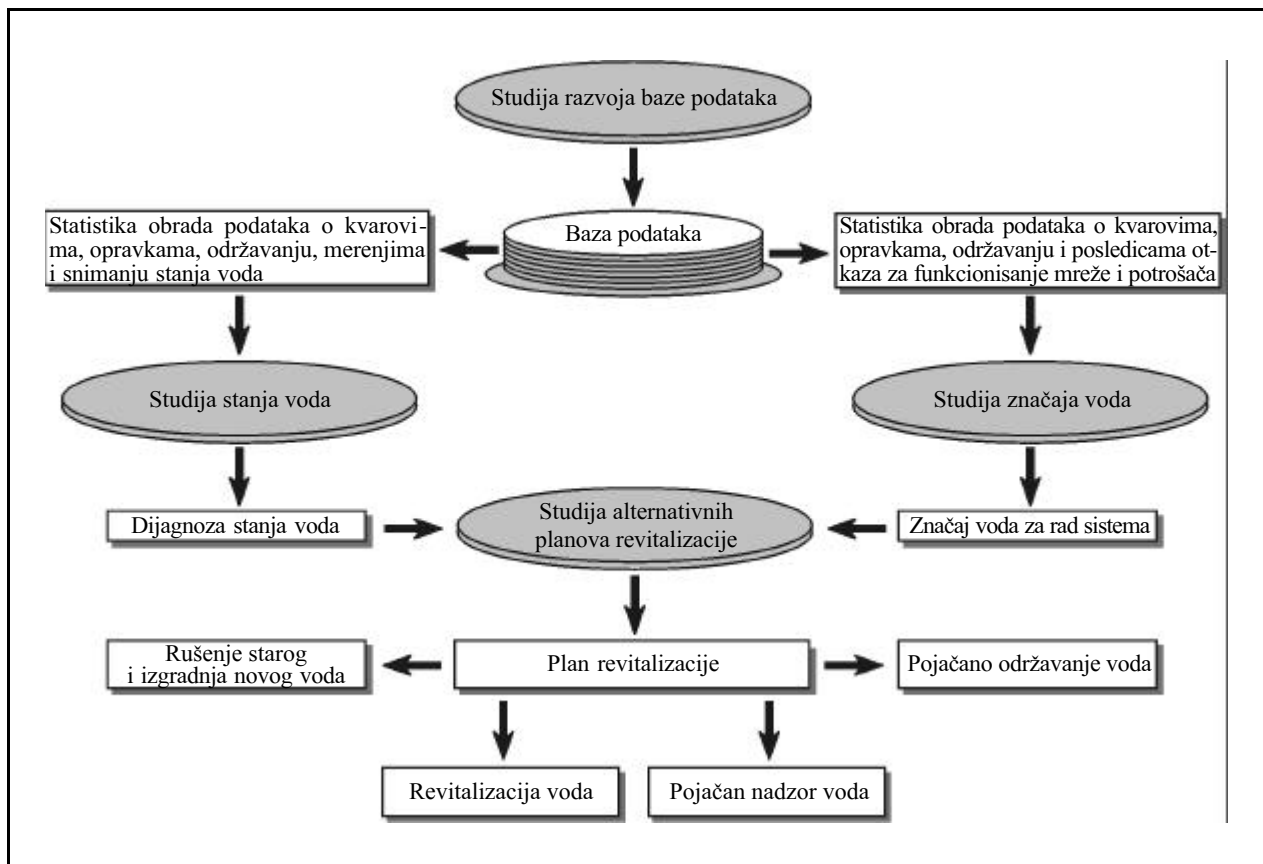 Studija razvoja baze podataka
Statistika obrada podataka o kvarovi-
ma, opravkama, održavanju, merenjima
i snimanju stanja voda
Baza podataka
Statistika obrada podataka o kvarovima,
opravkama, održavanju i posledicama ot-
kaza za funkcionisanje mreže i potrošača
Studija stanja voda
Studija značaja voda
Dijagnoza stanja voda
Studija alternativnih
planova revitalizacije
Značaj voda za rad sistema
Rušenje starog
i izgradnja novog voda
Plan revitalizacije
Pojačano održavanje voda
Revitalizacija voda
Pojačan nadzor voda